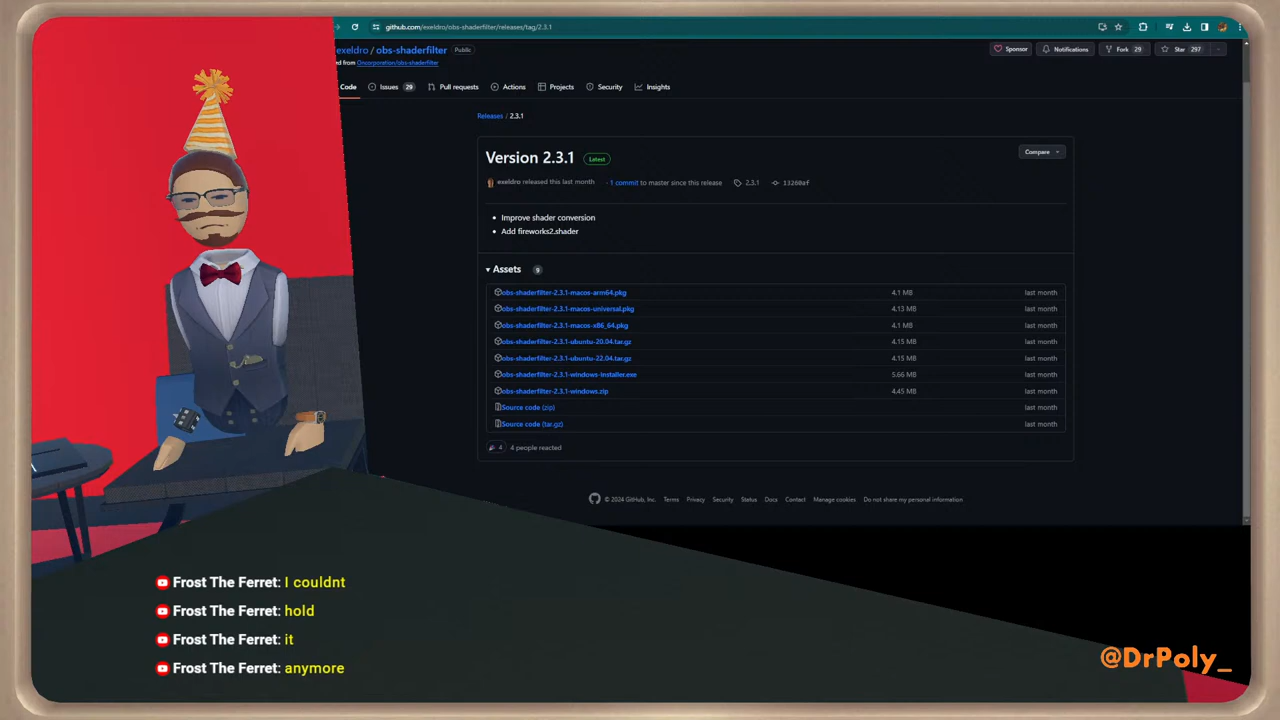 github.com/exeldro/obs-shaderfilter/releases/tag/2.3.1
exeldro / obs-shaderfilter Public
ed from Oncorporation/obs-shaderfilter
Sponsor Notifications Fork 29 Star 297
Code Issues 29 Pull requests Actions Projects Security Insights
Releases / 2.3.1
Version 2.3.1 Latest
Compare
exeldro released this last month · 1 commit to master since this release 2.3.1 13260af
• Improve shader conversion
• Add fireworks2.shader
Assets 9
obs-shaderfilter-2.3.1-macos-arm64.pkg 4.1 MB last month
obs-shaderfilter-2.3.1-macos-universal.pkg 4.13 MB last month
obs-shaderfilter-2.3.1-macos-x86_64.pkg 4.1 MB last month
obs-shaderfilter-2.3.1-ubuntu-20.04.tar.gz 4.15 MB last month
obs-shaderfilter-2.3.1-ubuntu-22.04.tar.gz 4.15 MB last month
obs-shaderfilter-2.3.1-windows-installer.exe 5.66 MB last month
obs-shaderfilter-2.3.1-windows.zip 4.45 MB last month
Source code (zip) last month
Source code (tar.gz) last month
4 4 people reacted
© 2024 GitHub, Inc. Terms Privacy Security Status Docs Contact Manage cookies Do not share my personal information
Frost The Ferret: I couldnt
Frost The Ferret: hold
Frost The Ferret: it
Frost The Ferret: anymore
@DrPoly_